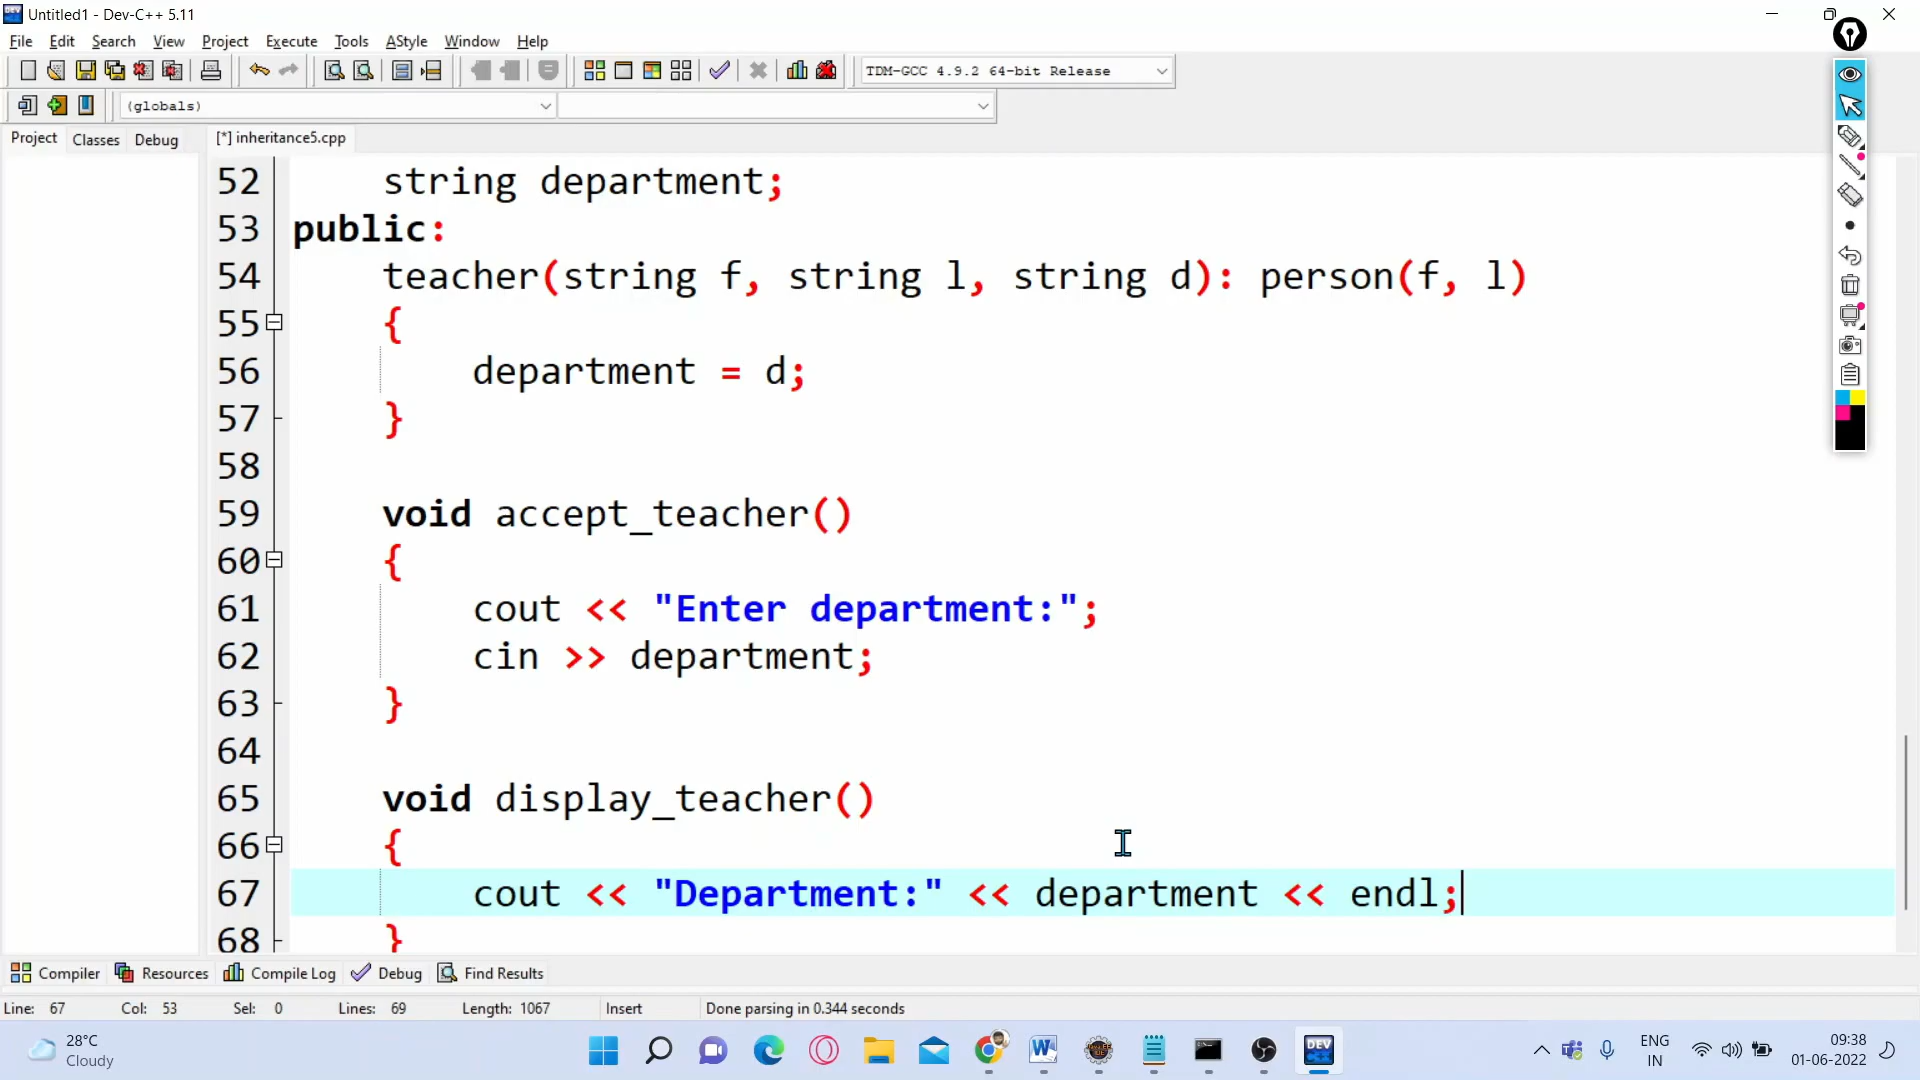 Untitled1 - Dev-C++ 5.11
File Edit Search View Project Execute Tools AStyle Window Help
TDM-GCC 4.9.2 64-bit Release
(globals)
Project Classes Debug [*] inheritance5.cpp
52 string department;
53 public:
54 teacher(string f, string l, string d): person(f, l)
55 {
56 department = d;
57 }
58
59 void accept_teacher()
60 {
61 cout << "Enter department:";
62 cin >> department;
63 }
64
65 void display_teacher()
66 {
67 cout << "Department:" << department << endl;
68 }
Compiler Resources Compile Log Debug Find Results
Line: 67 Col: 53 Sel: 0 Lines: 69 Length: 1067 Insert Done parsing in 0.344 seconds
28°C
Cloudy
ENG
IN
09:38
01-06-2022